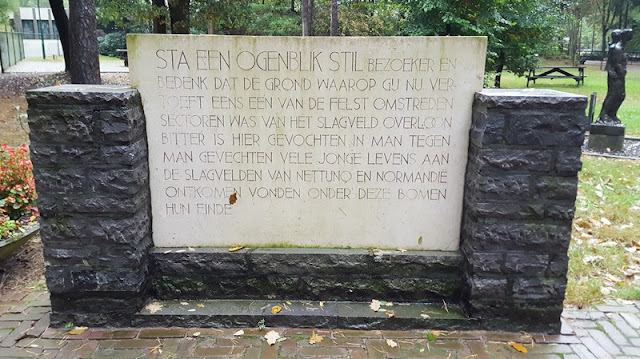 STA EEN OGENBLIK STIL BEZOEKER EN
BEDENK DAT DE GROND WAAROP GIJ NU VER
TOEFT EENS EEN VAN DE FELST OMSTREDEN
SECTOREN WAS VAN HET SLAGVELD OVERLOON
BITTER IS HIER GEVOCHTEN IN MAN TEGEN
MAN GEVECHTEN VELE JONGE LEVENS AAN
DE SLAGVELDEN VAN NETTUNO EN NORMANDIE
ONTKOMEN VONDEN ONDER DEZE BOMEN
HUN EINDE